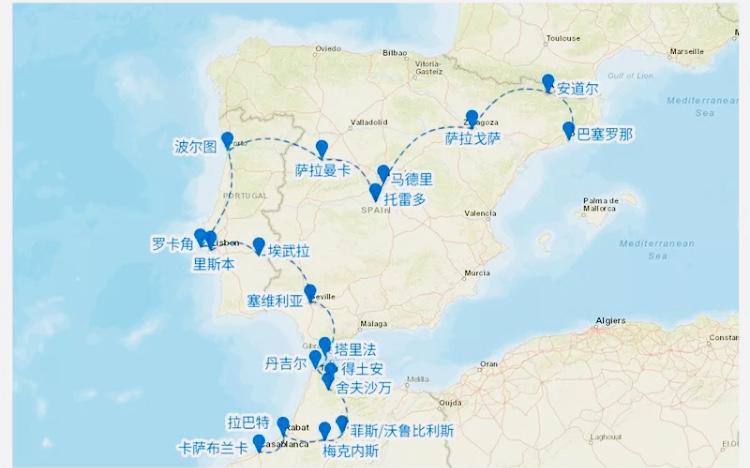 Toulouse
Marseille
Oviedo
Bilbao
Vitoria-
Gasteiz
Gulf of Lion
安道尔
Mediterranean
Sea
Valladolid
萨拉戈萨
巴塞罗那
波尔图
萨拉曼卡
马德里
托雷多
PORTUGAL
SPAIN
Palma de
Mallorca
Valencia
罗卡角
Lisbon
里斯本
埃武拉
Mediterranean
Sea
Murcia
塞维利亚
Seville
Málaga
Algiers
塔里法
丹吉尔
得土安
舍夫沙万
Oran
Melilla
Oujda
拉巴特
Rabat
菲斯/沃鲁比利斯
卡萨布兰卡
Casablanca
梅克内斯
Laghouat